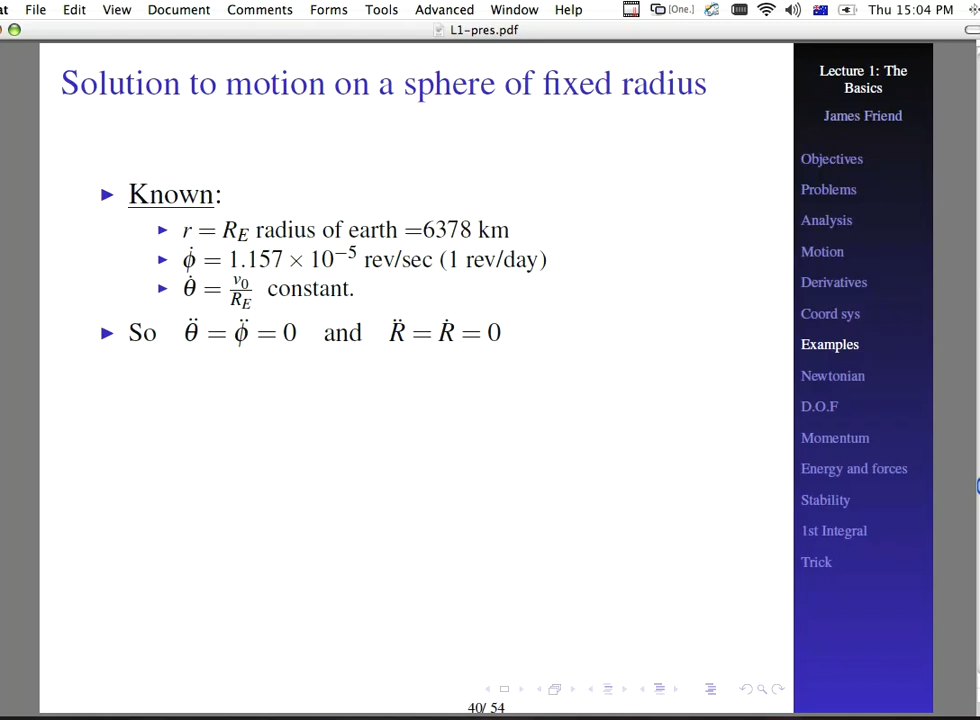 at File Edit View Document Comments Forms Tools Advanced Window Help [One.] Thu 15:04 PM
L1-pres.pdf
Solution to motion on a sphere of fixed radius
Known:
r = R_E radius of earth =6378 km
ϕ̇ = 1.157 × 10⁻⁵ rev/sec (1 rev/day)
θ̇ = v₀/R_E constant.
So θ̈ = ϕ̈ = 0 and R̈ = Ṙ = 0
40/ 54
Lecture 1: The
Basics
James Friend
Objectives
Problems
Analysis
Motion
Derivatives
Coord sys
Examples
Newtonian
D.O.F
Momentum
Energy and forces
Stability
1st Integral
Trick